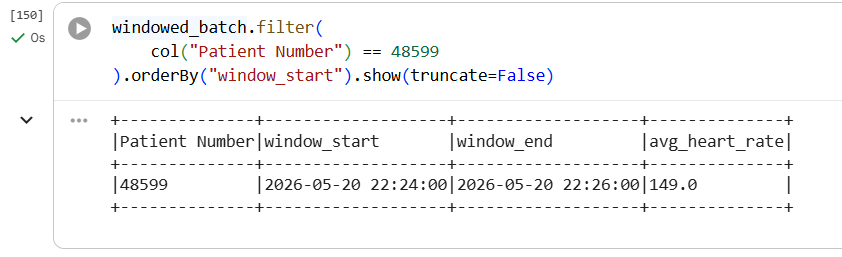 [150]
0s
windowed_batch.filter(
    col("Patient Number") == 48599
).orderBy("window_start").show(truncate=False)
+--------------+-------------------+-------------------+--------------+
|Patient Number|window_start       |window_end         |avg_heart_rate|
+--------------+-------------------+-------------------+--------------+
|48599         |2026-05-20 22:24:00|2026-05-20 22:26:00|149.0         |
+--------------+-------------------+-------------------+--------------+